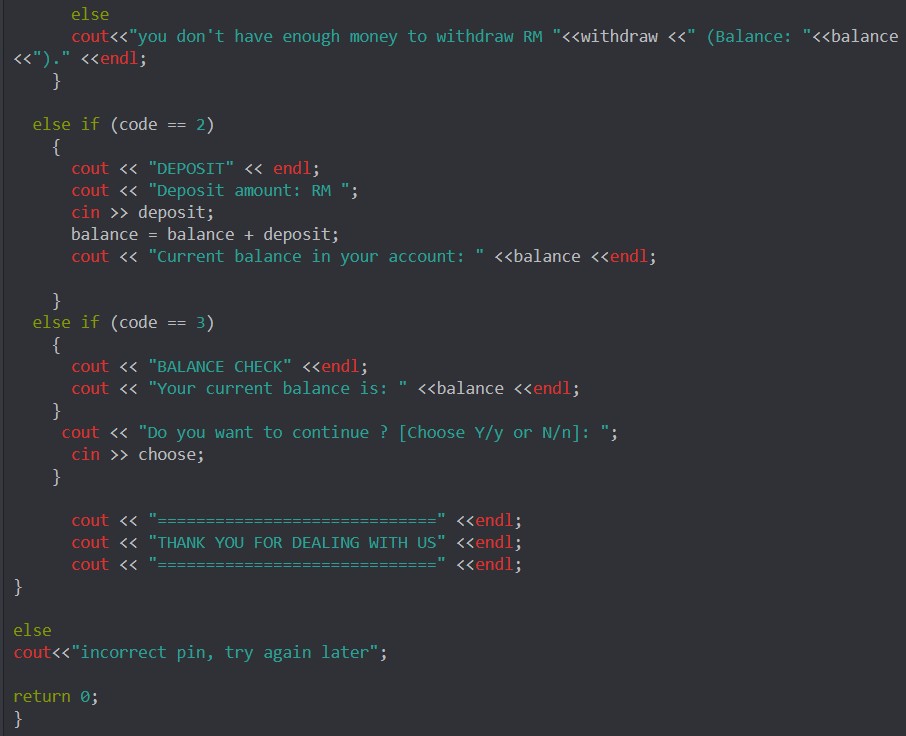 else
cout<<"you don't have enough money to withdraw RM "<<withdraw <<" (Balance: "<<balance
<<")." <<endl;
}
else if (code == 2)
{
cout << "DEPOSIT" << endl;
cout << "Deposit amount: RM ";
cin >> deposit;
balance = balance + deposit;
cout << "Current balance in your account: " <<balance <<endl;
}
else if (code == 3)
{
cout << "BALANCE CHECK" <<endl;
cout << "Your current balance is: " <<balance <<endl;
}
cout << "Do you want to continue ? [Choose Y/y or N/n]: ";
cin >> choose;
}
cout << "=============================" <<endl;
cout << "THANK YOU FOR DEALING WITH US" <<endl;
cout << "=============================" <<endl;
}
else
cout<<"incorrect pin, try again later";
return 0;
}